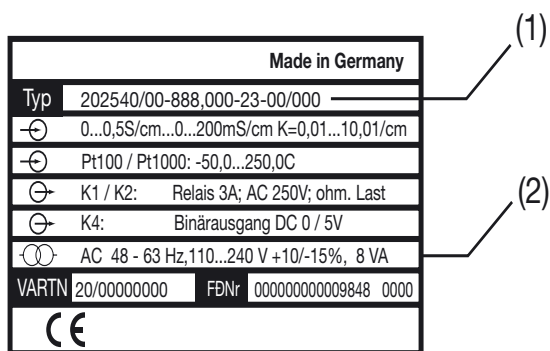 (1)
Made in Germany
Typ 202540/00-888,000-23-00/000
0...0,5S/cm...0...200mS/cm K=0,01...10,01/cm
Pt100 / Pt1000: -50,0...250,0C
K1 / K2: Relais 3A; AC 250V; ohm. Last
K4: Binärausgang DC 0 / 5V
(2)
AC 48 - 63 Hz,110...240 V +10/-15%, 8 VA
VARTN 20/00000000 FÐNr 000000000009848 0000
CE